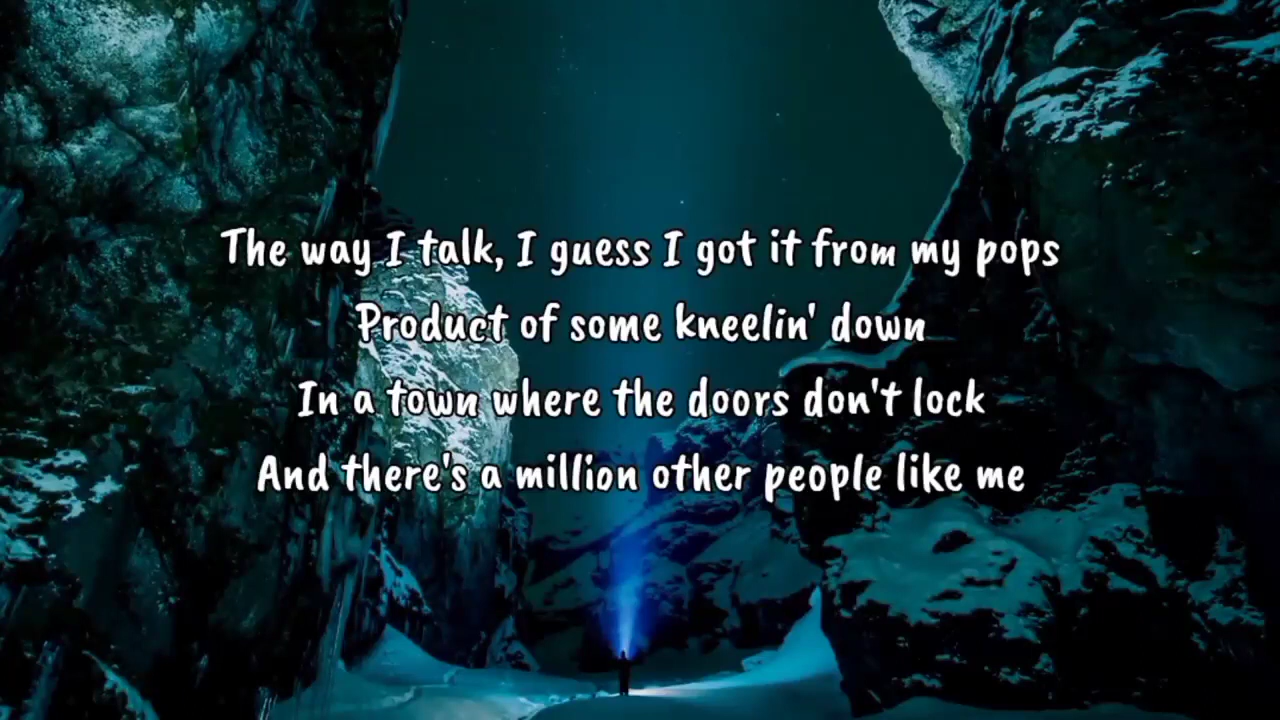 The way I talk, I guess I got it from my pops
Product of some kneelin' down
In a town where the doors don't lock
And there's a million other people like me